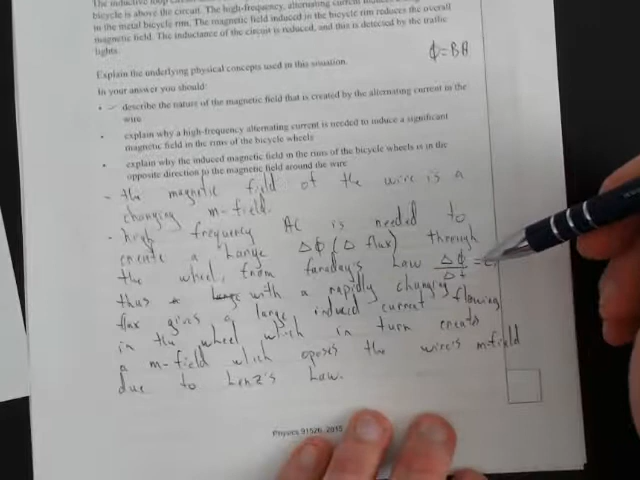 bicycle is above the circuit. The high-frequency, alternating current
in the metal bicycle rim. The magnetic field induced in the bicycle rim reduces the overall
magnetic field. The inductance of the circuit is reduced, and this is detected by the traffic
lights.
ϕ=BA
Explain the underlying physical concepts used in this situation.
In your answer you should:
• describe the nature of the magnetic field that is created by the alternating current in the
wire
• explain why a high-frequency alternating current is needed to induce a significant
magnetic field in the rims of the bicycle wheels
• explain why the induced magnetic field in the rims of the bicycle wheels is in the
opposite direction to the magnetic field around the wire
- the magnetic field of the wire is a
changing m-field.
- high frequency AC is needed to
create a Δϕ (Δ flux) through
the wheel, from faraday's Law Δϕ/Δt =
thus with a rapidly changing
flux gives a large induced current flowing
in the wheel which in turn creats
a m-field which oposes the wire's m-field
due to Lenz's Law.
Physics 91526, 2015